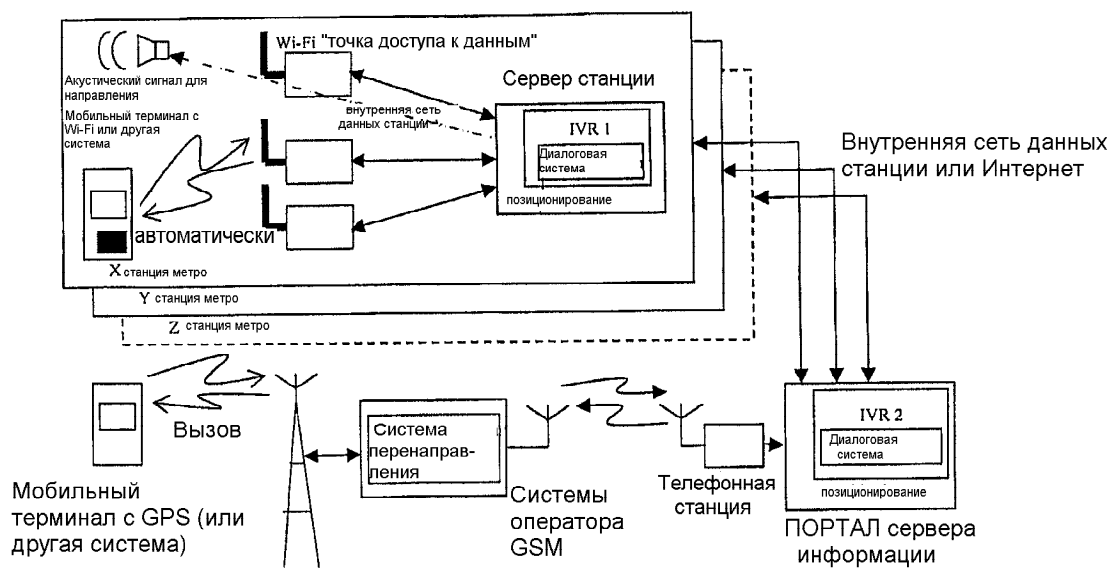 Wi-Fi "точка доступа к данным"
Акустический сигнал для
направления
Мобильный терминал с
Wi-Fi или другая
система
автоматически
внутренняя сеть
данных станции
Сервер станции
IVR 1
Диалоговая
система
позиционирование
X станция метро
Y станция метро
Z станция метро
Внутренняя сеть данных
станции или Интернет
Вызов
Мобильный
терминал с GPS (или
другая система)
Система
перенаправ-
ления
Системы
оператора
GSM
Телефонная
станция
IVR 2
Диалоговая
система
позиционирование
ПОРТАЛ сервера
информации